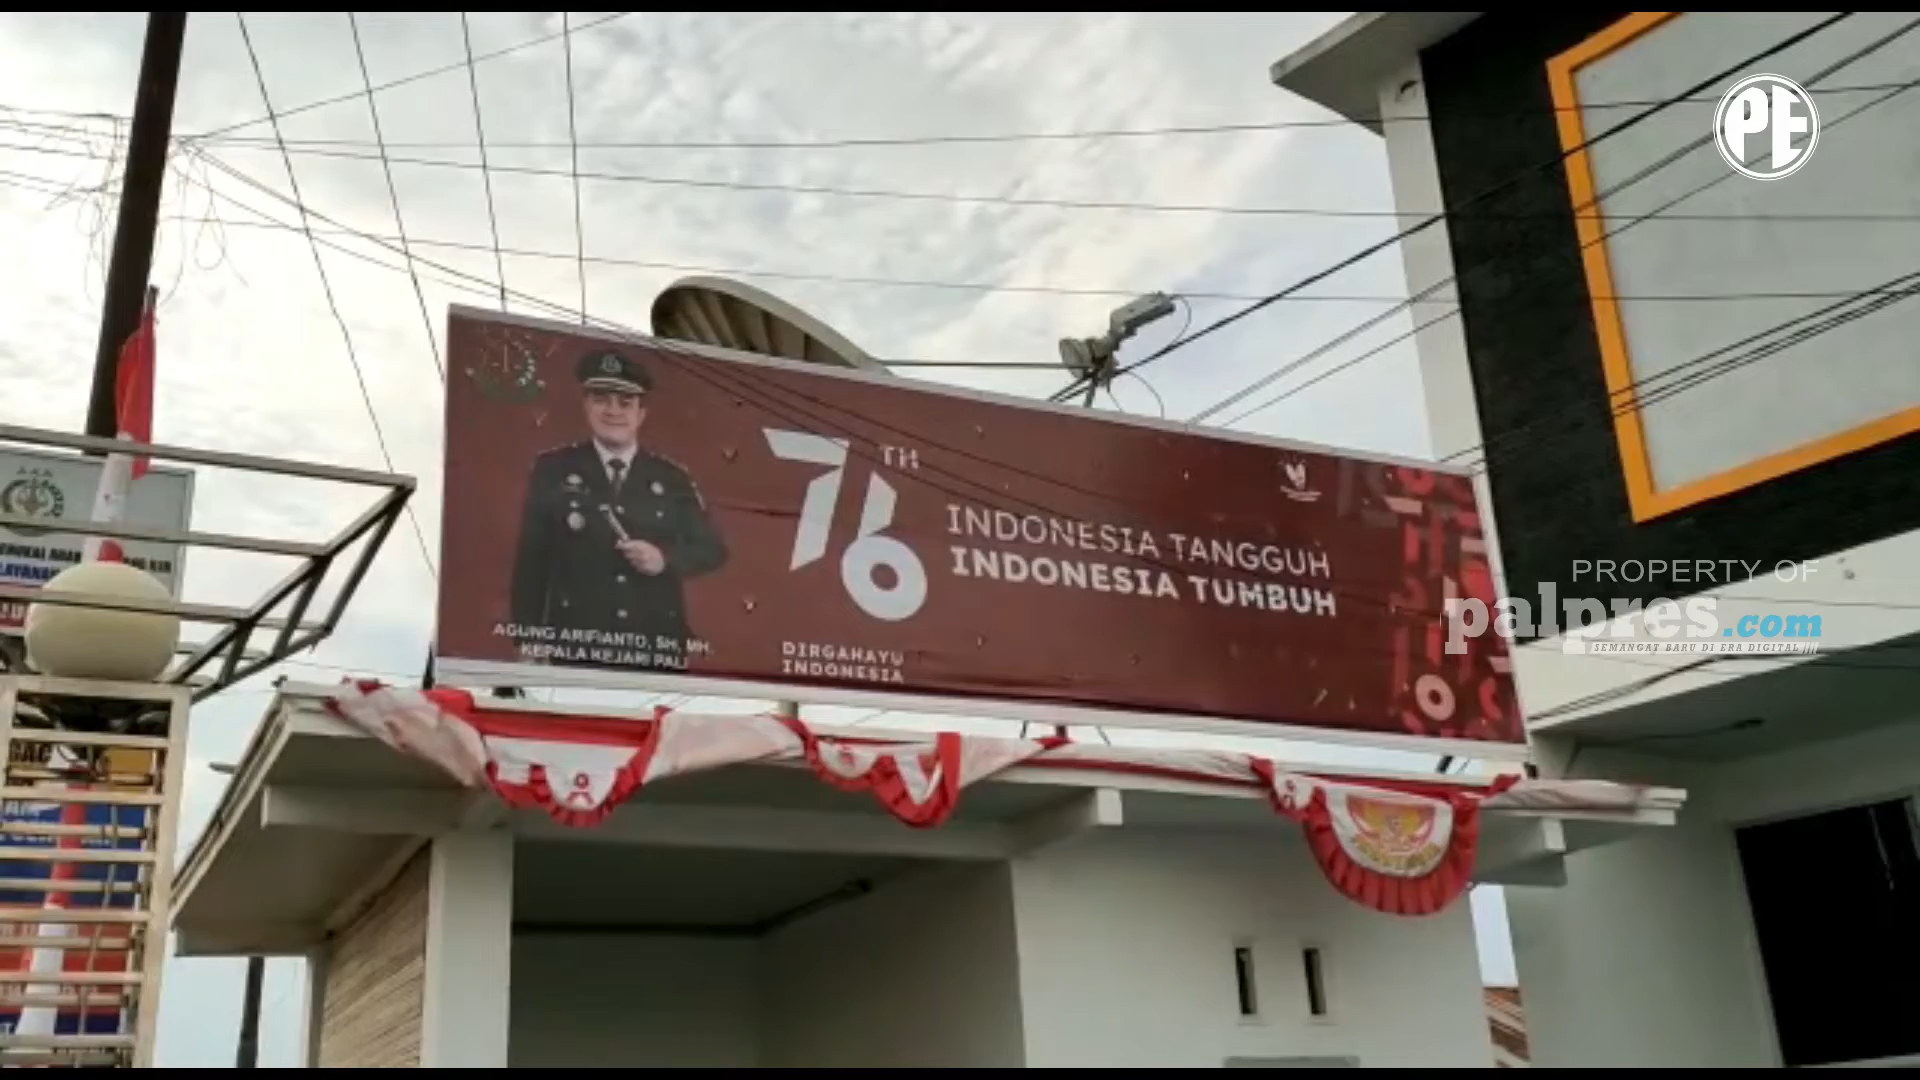 PE
76 TH
INDONESIA TANGGUH
INDONESIA TUMBUH
AGUNG ARIFIANTO, SH, MH.
KEPALA KEJARI PALI
DIRGAHAYU
INDONESIA
PROPERTY OF
palpres.com
SEMANGAT BARU DI ERA DIGITAL